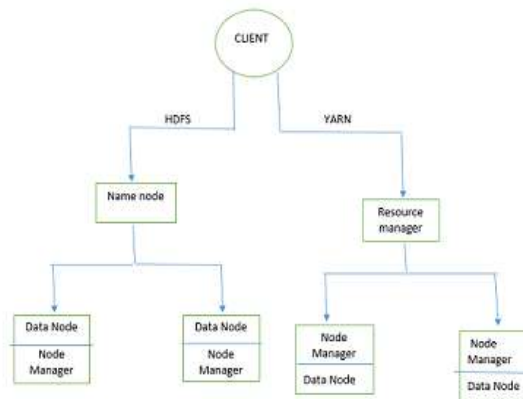 CLIENT
HDFS
YARN
Name node
Resource
manager
Data Node
Node
Manager
Data Node
Node
Manager
Node
Manager
Data Node
Node
Manager
Data Node